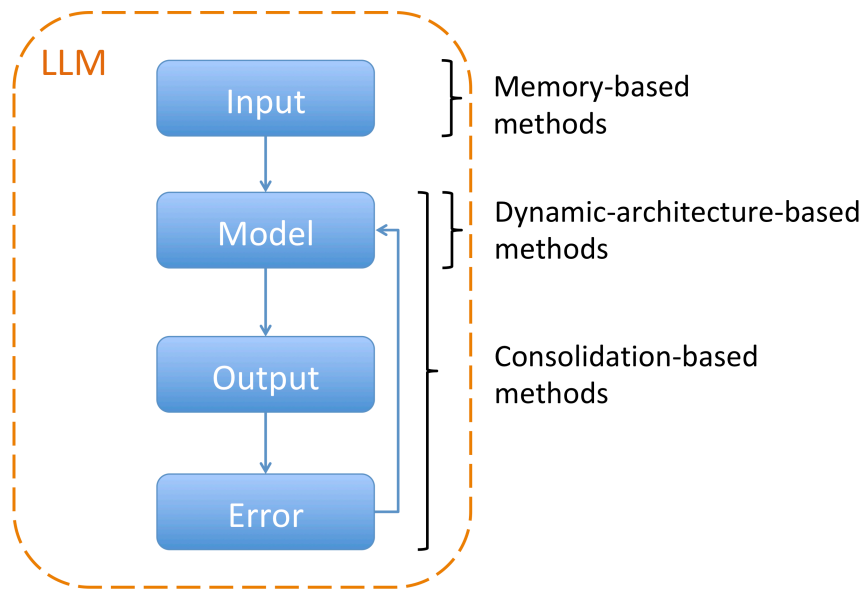 LLM
Input
Memory-based
methods
Model
Dynamic-architecture-based
methods
Output
Consolidation-based
methods
Error